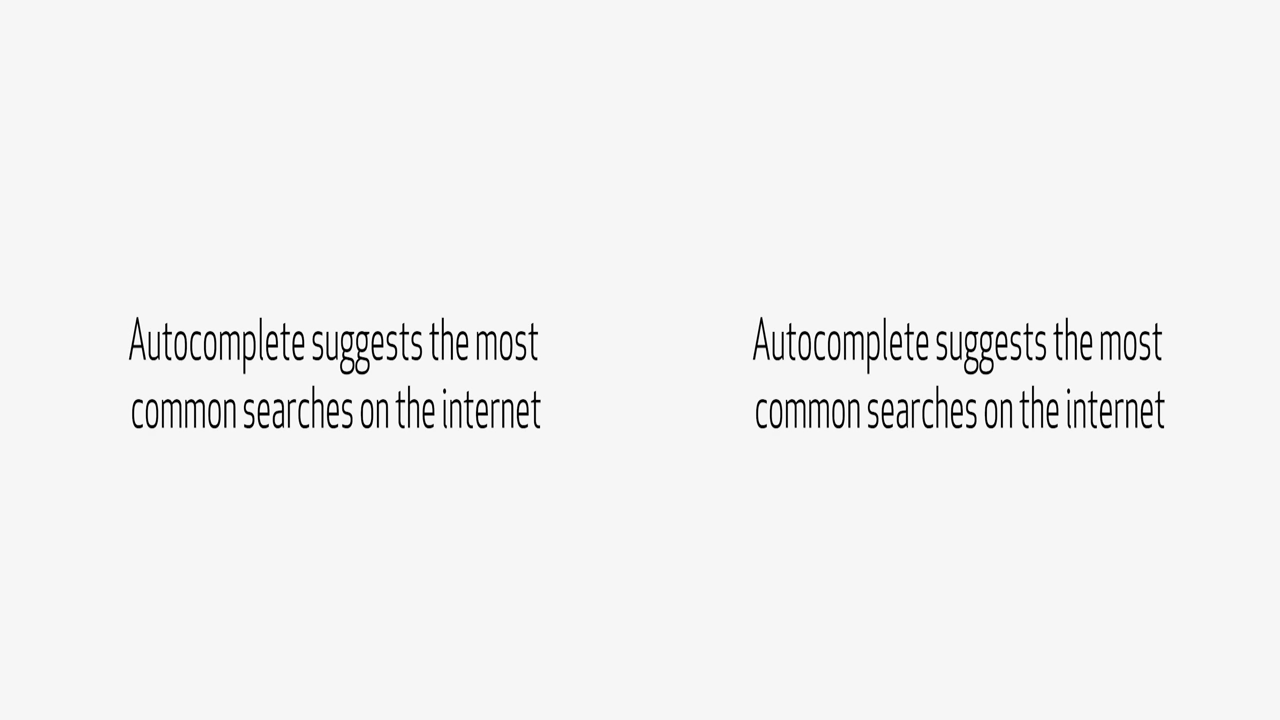 Autocomplete suggests the most
common searches on the internet
Autocomplete suggests the most
common searches on the internet